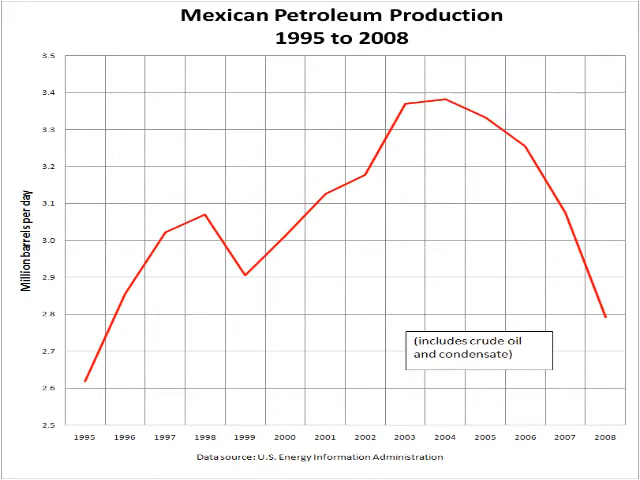 Mexican Petroleum Production
1995 to 2008
3.5
3.4
3.3
3.2
3.1
3.0
2.9
2.8
2.7
2.6
2.5
Million barrels per day
(includes crude oil
and condensate)
1995 1996 1997 1998 1999 2000 2001 2002 2003 2004 2005 2006 2007 2008
Data source: U.S. Energy Information Administration